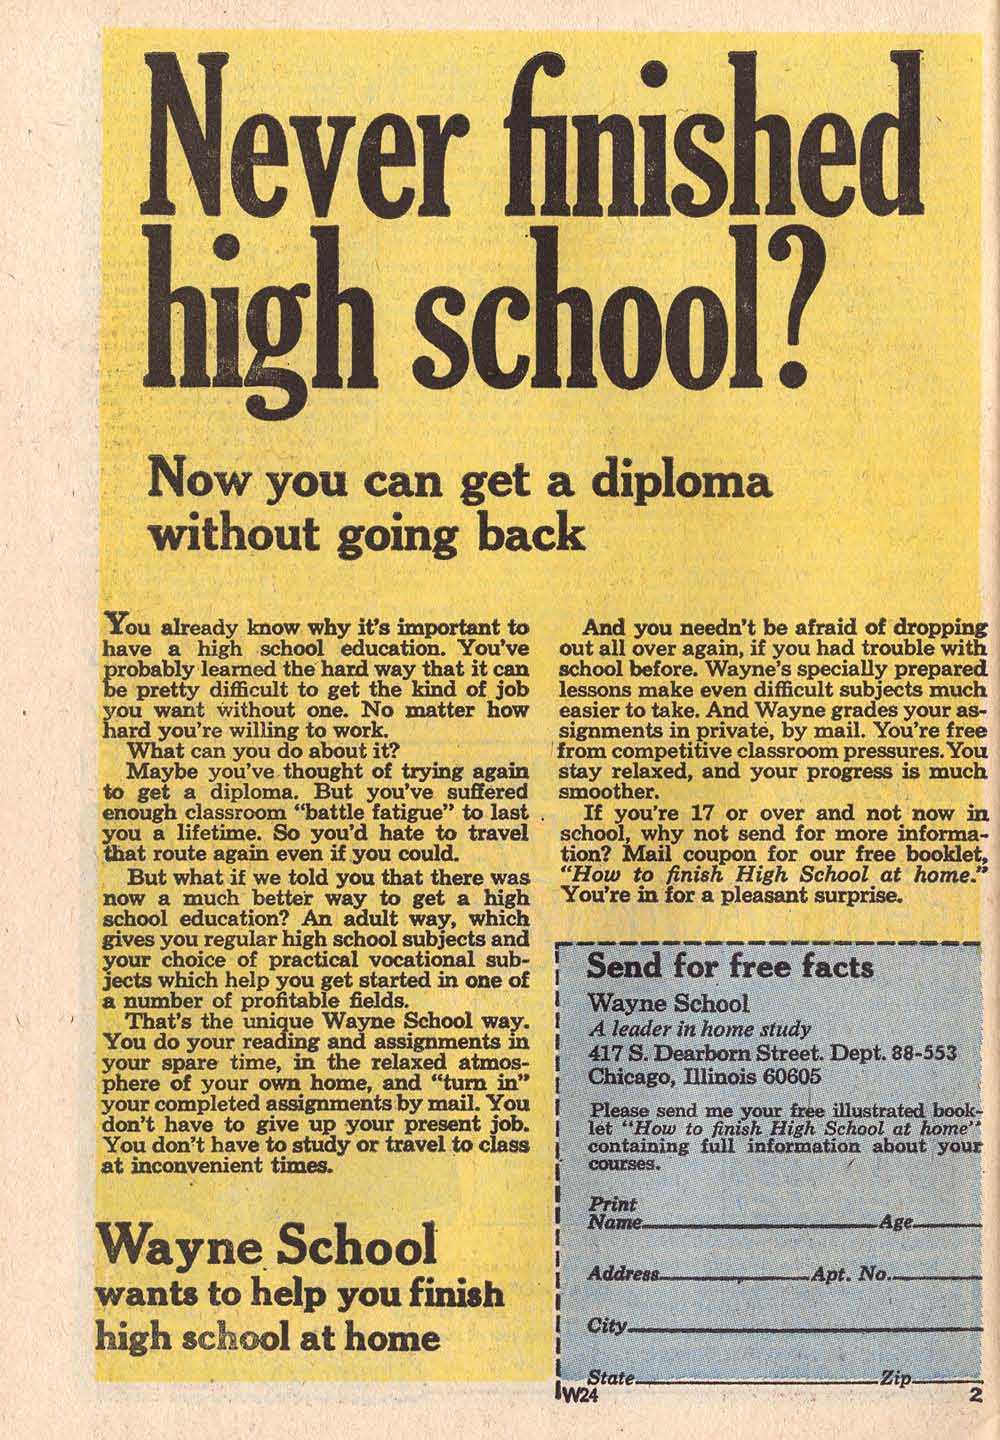 Never finished
high school?
Now you can get a diploma
without going back
You already know why it's important to
have a high school education. You've
probably learned the hard way that it can
be pretty difficult to get the kind of job
you want without one. No matter how
hard you're willing to work.
What can you do about it?
Maybe you've thought of trying again
to get a diploma. But you've suffered
enough classroom "battle fatigue" to last
you a lifetime. So you'd hate to travel
that route again even if you could.
But what if we told you that there was
now a much better way to get a high
school education? An adult way, which
gives you regular high school subjects and
your choice of practical vocational sub-
jects which help you get started in one of
a number of profitable fields.
That's the unique Wayne School way.
You do your reading and assignments in
your spare time, in the relaxed atmos-
phere of your own home, and "turn in"
your completed assignments by mail. You
don't have to give up your present job.
You don't have to study or travel to class
at inconvenient times.
Wayne School
wants to help you finish
high school at home
And you needn't be afraid of dropping
out all over again, if you had trouble with
school before. Wayne's specially prepared
lessons make even difficult subjects much
easier to take. And Wayne grades your as-
signments in private, by mail. You're free
from competitive classroom pressures. You
stay relaxed, and your progress is much
smoother.
If you're 17 or over and not now in
school, why not send for more informa-
tion? Mail coupon for our free booklet,
"How to finish High School at home."
You're in for a pleasant surprise.
Send for free facts
Wayne School
A leader in home study
417 S. Dearborn Street. Dept. 88-553
Chicago, Illinois 60605
Please send me your free illustrated book-
let "How to finish High School at home"
containing full information about your
courses.
Print
Name Age
Address Apt. No.
City
State Zip
W24 2